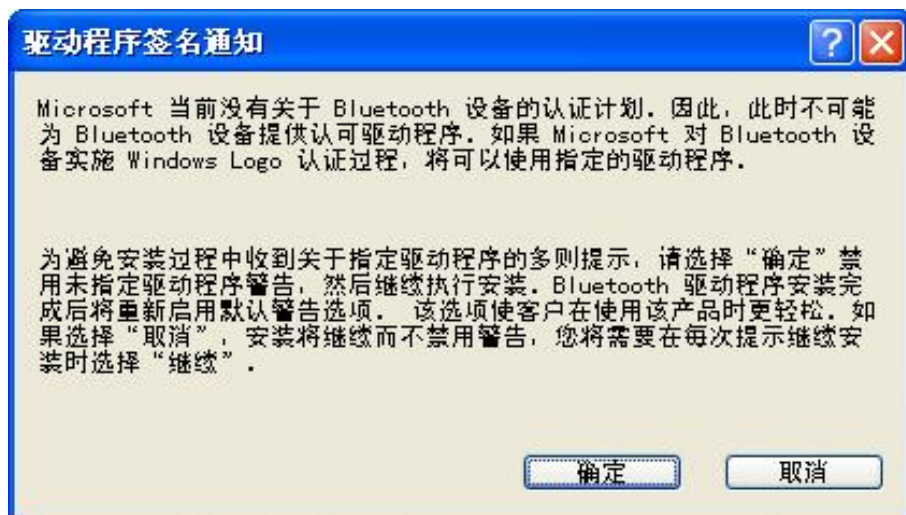 驱动程序签名通知
Microsoft 当前没有关于 Bluetooth 设备的认证计划. 因此, 此时不可能
为 Bluetooth 设备提供认可驱动程序. 如果 Microsoft 对 Bluetooth 设
备实施 Windows Logo 认证过程, 将可以使用指定的驱动程序.
为避免安装过程中收到关于指定驱动程序的多则提示, 请选择 “确定” 禁
用未指定驱动程序警告, 然后继续执行安装. Bluetooth 驱动程序安装完
成后将重新启用默认警告选项. 该选项使客户在使用该产品时更轻松. 如
果选择 “取消”, 安装将继续而不禁用警告, 您将需要在每次提示继续安
装时选择 “继续” .
确定
取消